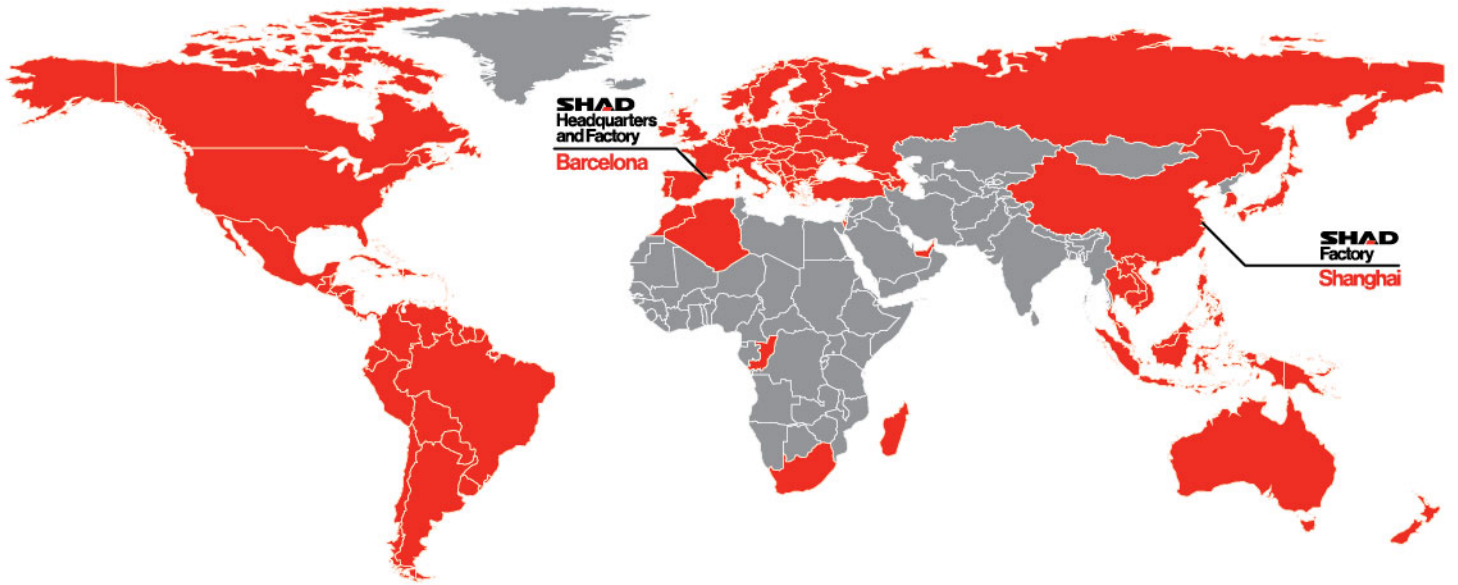 SHAD
Headquarters
and Factory
Barcelona
SHAD
Factory
Shanghai